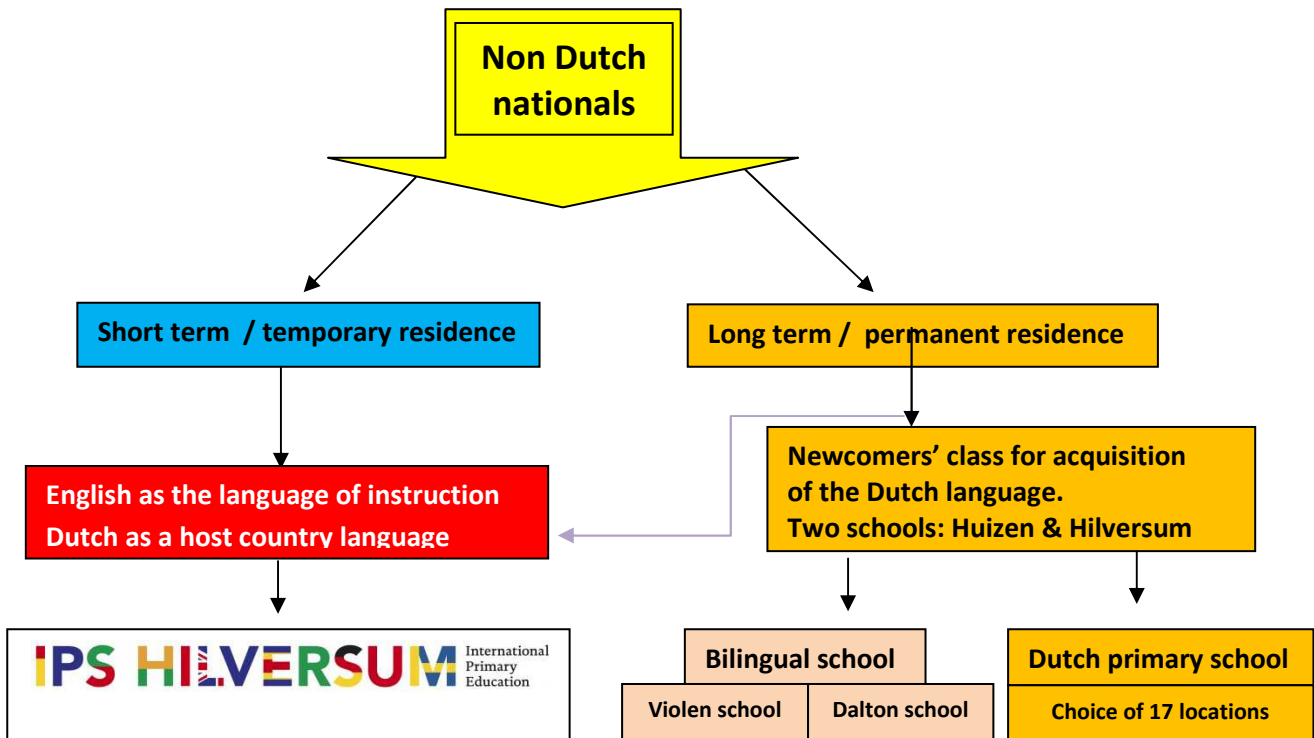 Non Dutch
nationals
Short term / temporary residence
Long term / permanent residence
English as the language of instruction
Dutch as a host country language
Newcomers’ class for acquisition
of the Dutch language.
Two schools: Huizen & Hilversum
IPS HILVERSUM
International
Primary
Education
Bilingual school
Violen school
Dalton school
Dutch primary school
Choice of 17 locations